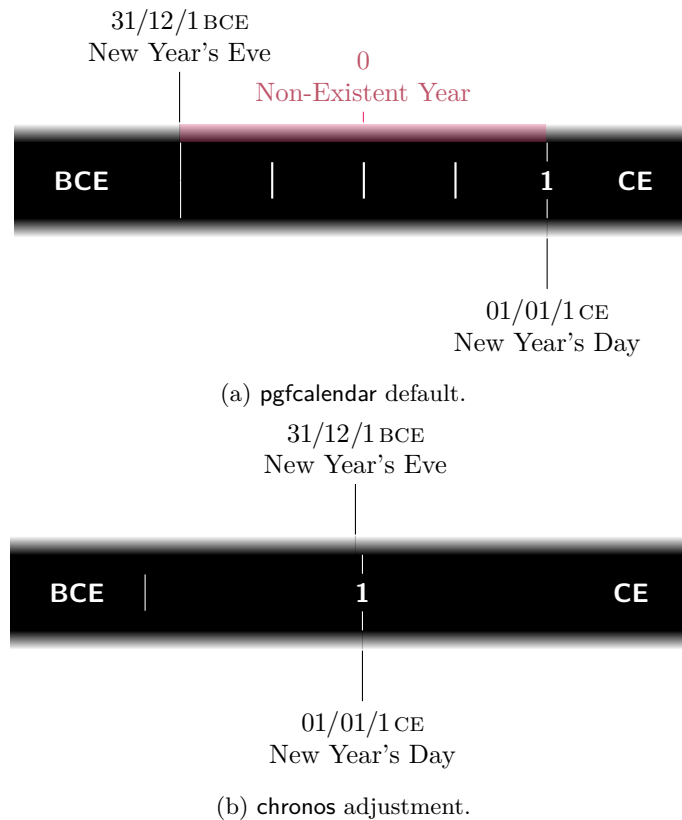 31/12/1 BCE
New Year's Eve
0
Non-Existent Year
BCE
1
CE
01/01/1 CE
New Year's Day
(a) pgfcalendar default.
31/12/1 BCE
New Year's Eve
BCE
1
CE
01/01/1 CE
New Year's Day
(b) chronos adjustment.